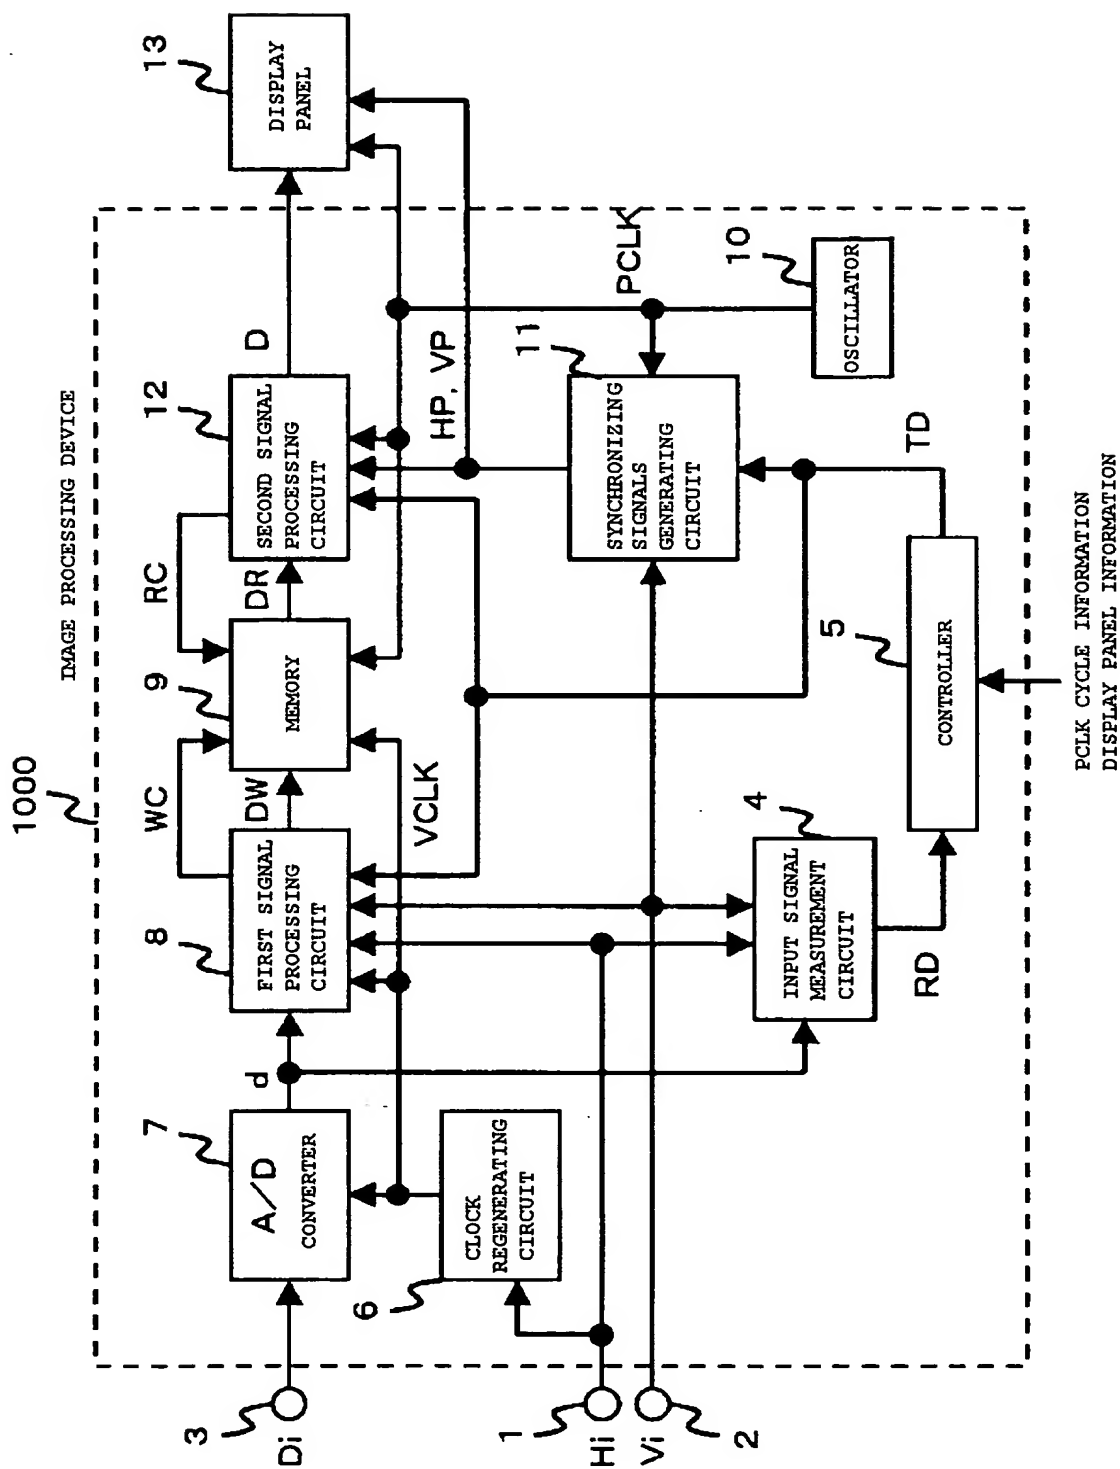 IMAGE PROCESSING DEVICE
1000
3
Di
7
A/D
CONVERTER
d
8
FIRST SIGNAL
PROCESSING
CIRCUIT
WC
DW
9
MEMORY
RC
DR
12
SECOND SIGNAL
PROCESSING
CIRCUIT
D
13
DISPLAY
PANEL
6
CLOCK
REGENERATING
CIRCUIT
VCLK
HP, VP
1
Hi
Vi
2
11
SYNCHRONIZING
SIGNALS
GENERATING
CIRCUIT
PCLK
10
OSCILLATOR
4
INPUT SIGNAL
MEASUREMENT
CIRCUIT
RD
5
CONTROLLER
TD
PCLK CYCLE INFORMATION
DISPLAY PANEL INFORMATION